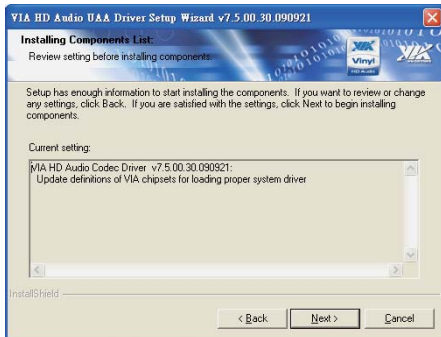 VIA HD Audio UAA Driver Setup Wizard v7.5.00.30.090921
Installing Components List:
Review setting before installing components.
VIA
Vinyl
HD AUDIO
VIA
Setup has enough information to start installing the components. If you want to review or change
any settings, click Back. If you are satisfied with the settings, click Next to begin installing
components.
Current setting:
VIA HD Audio Codec Driver v7.5.00.30.090921:
Update definitions of VIA chipsets for loading proper system driver
InstallShield
< Back
Next >
Cancel